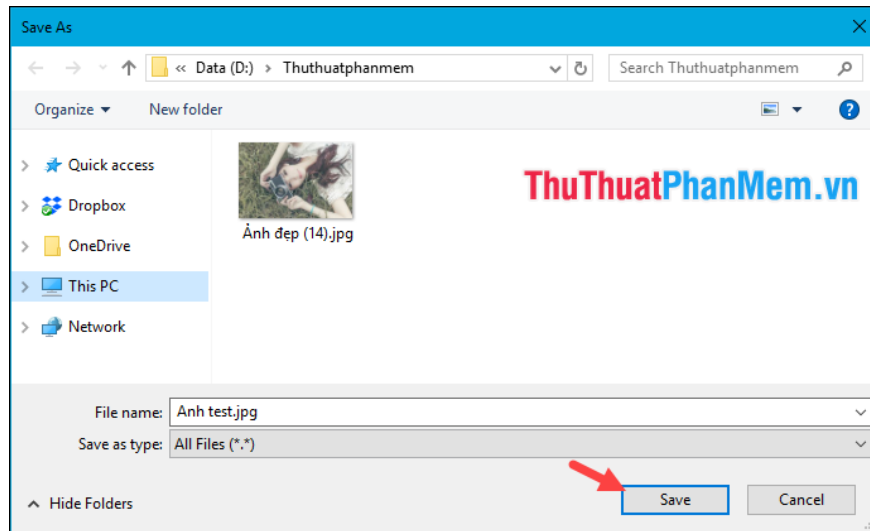 Save As
« Data (D:) › Thuthuatphanmem
Search Thuthuatphanmem
Organize
New folder
?
Quick access
Dropbox
OneDrive
This PC
Network
ThuThuatPhanMem.vn
Ảnh đẹp (14).jpg
File name: Anh test.jpg
Save as type: All Files (*.*)
Hide Folders
Save
Cancel